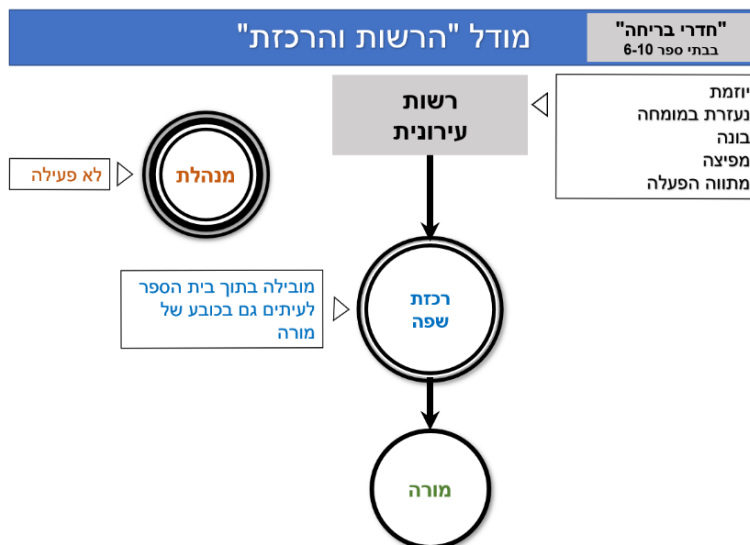 "חדרי בריחה"
בבתי ספר 6-10
מודל "הרשות והרכזת"
רשות
עירונית
יוזמת
נעזרת במומחה
בונה
מפיצה
מתווה הפעלה
מנהלת
לא פעילה
רכזת
שפה
מובילה בתוך בית הספר
לעיתים גם בכובע של
מורה
מורה